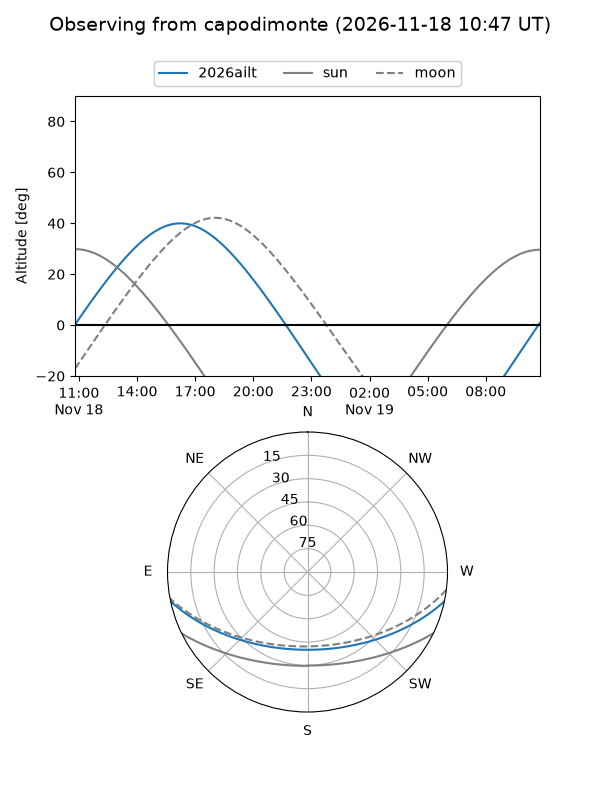 Observing from capodimonte (2026-11-18 10:47 UT)
2026ailt sun moon
80
60
40
20
0
−20
Altitude [deg]
11:00 14:00 17:00 20:00 23:00 02:00 05:00 08:00
Nov 18 Nov 19
N
NE NW
15
30
45
60
75
E W
SE SW
S